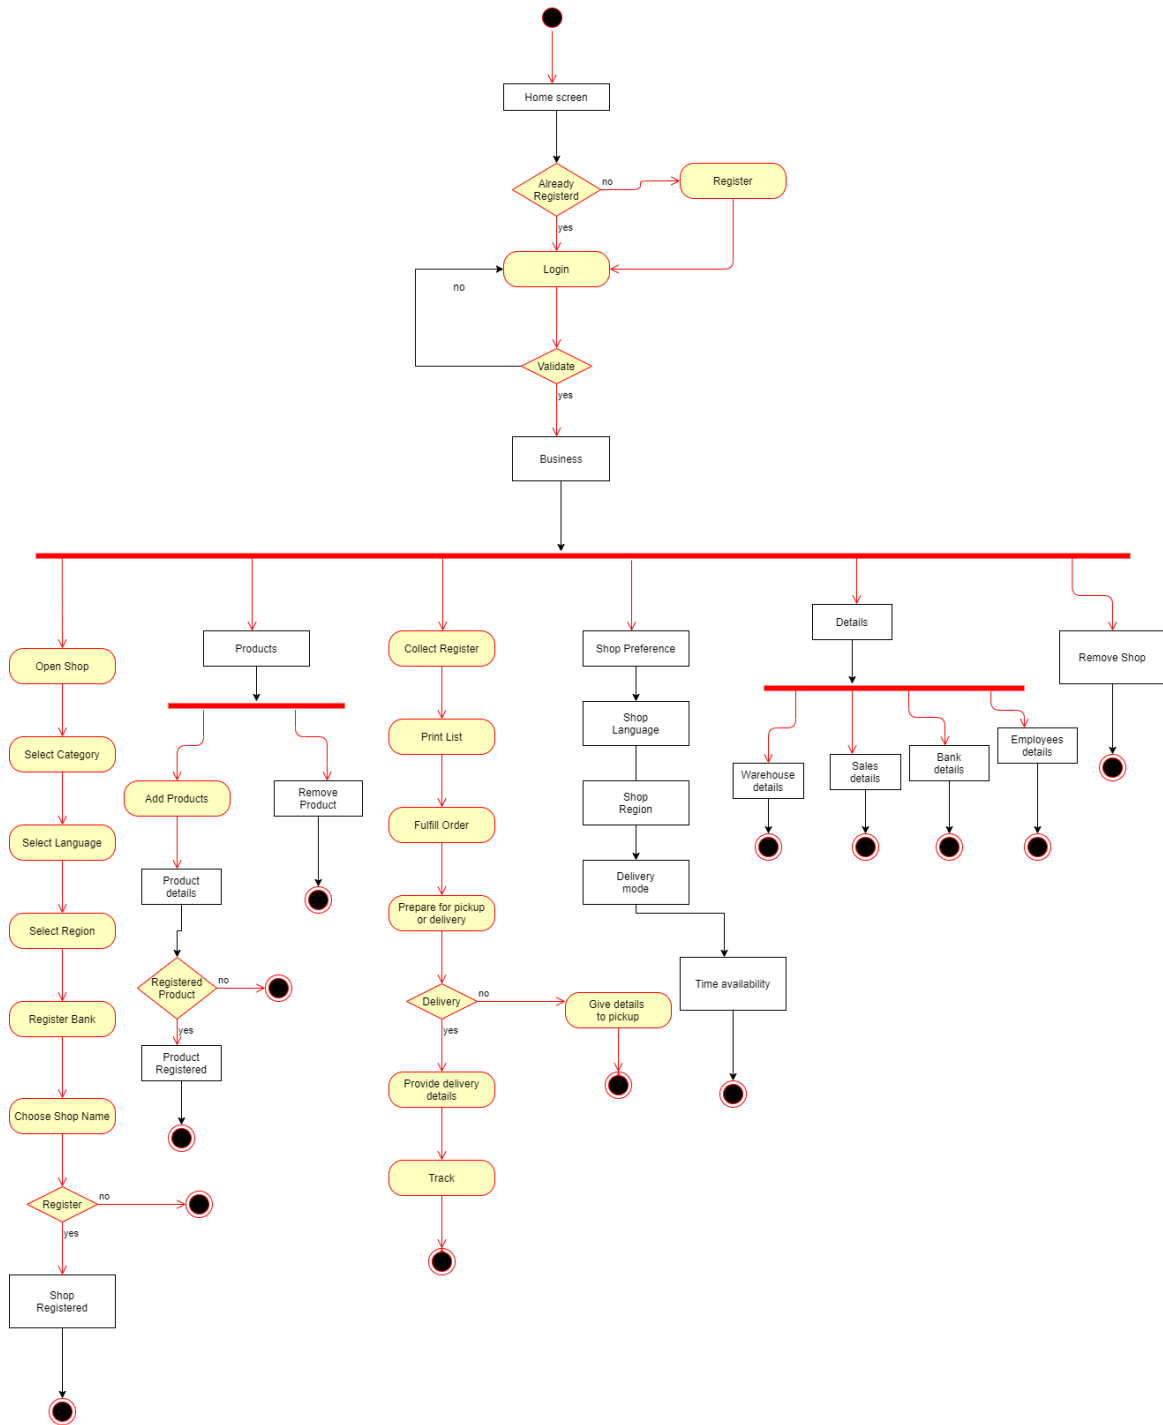 Home screen
Already
Registerd
no
Register
yes
Login
no
Validate
yes
Business
Open Shop
Select Category
Select Language
Select Region
Register Bank
Choose Shop Name
Register
no
yes
Shop
Registered
Products
Add Products
Remove
Product
Product
details
Registered
Product
no
yes
Product
Registered
Collect Register
Print List
Fulfill Order
Prepare for pickup
or delivery
Delivery
no
Give details
to pickup
yes
Provide delivery
details
Track
Shop Preference
Shop
Language
Shop
Region
Delivery
mode
Time availability
Details
Warehouse
details
Sales
details
Bank
details
Employees
details
Remove Shop